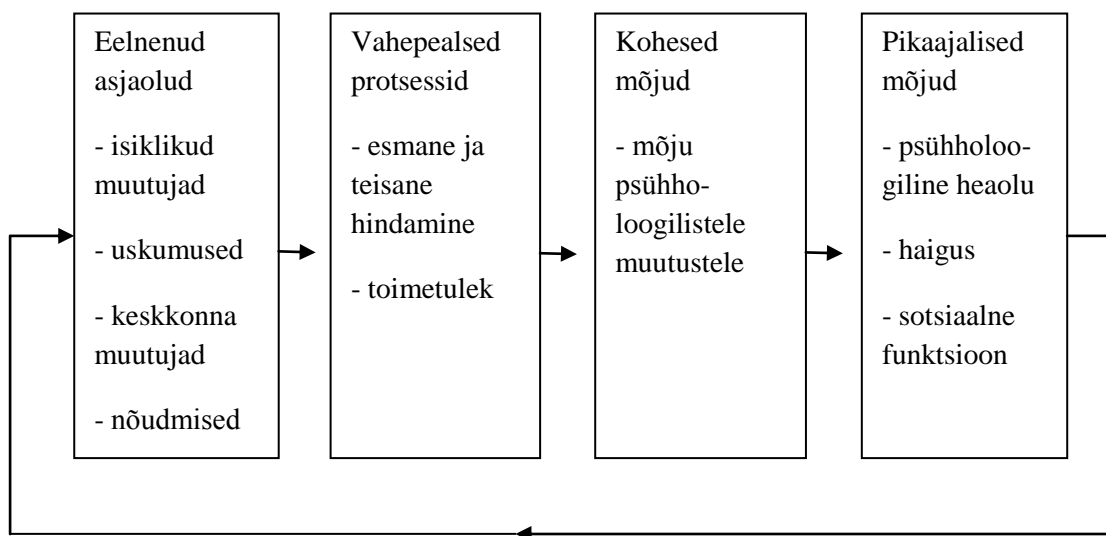 Eelnenud
asjaolud
- isiklikud
muutujad
- uskumused
- keskkonna
muutujad
- nõudmised
Vahepealsed
protsessid
- esmane ja
teisane
hindamine
- toimetulek
Kohesed
mõjud
- mõju
psühho-
loogilistele
muutustele
Pikaajalised
mõjud
- psühholoo-
giline heaolu
- haigus
- sotsiaalne
funktsioon